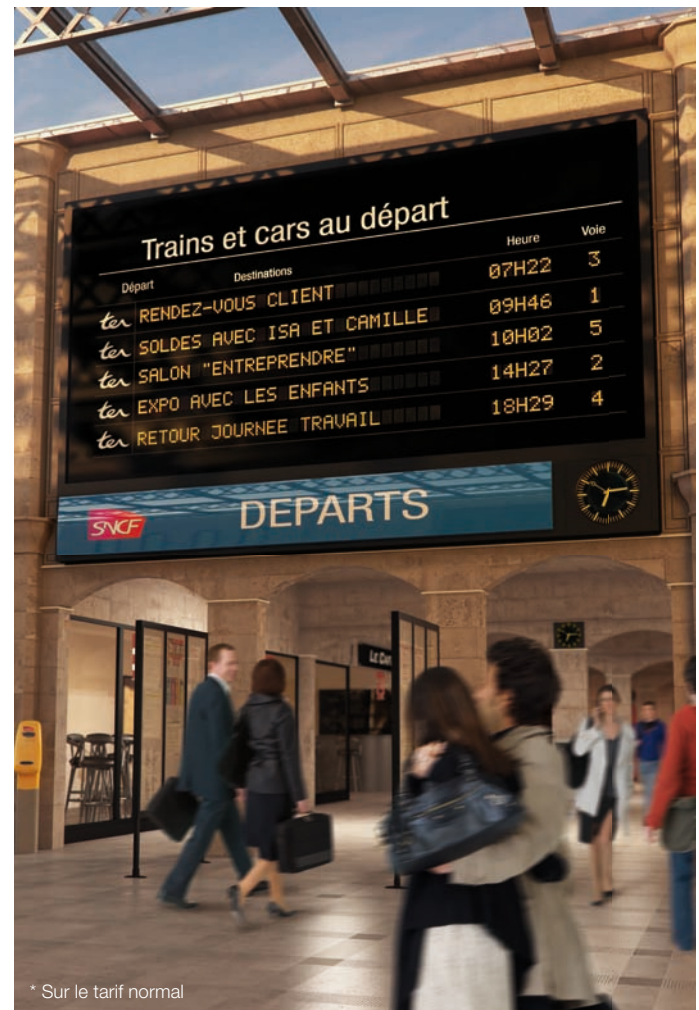 Trains et cars au départ
Départ Destinations Heure Voie
ter RENDEZ-VOUS CLIENT 07H22 3
ter SOLDES AVEC ISA ET CAMILLE 09H46 1
ter SALON "ENTREPRENDRE" 10H02 5
ter EXPO AVEC LES ENFANTS 14H27 2
ter RETOUR JOURNEE TRAVAIL 18H29 4
SNCF DEPARTS
* Sur le tarif normal